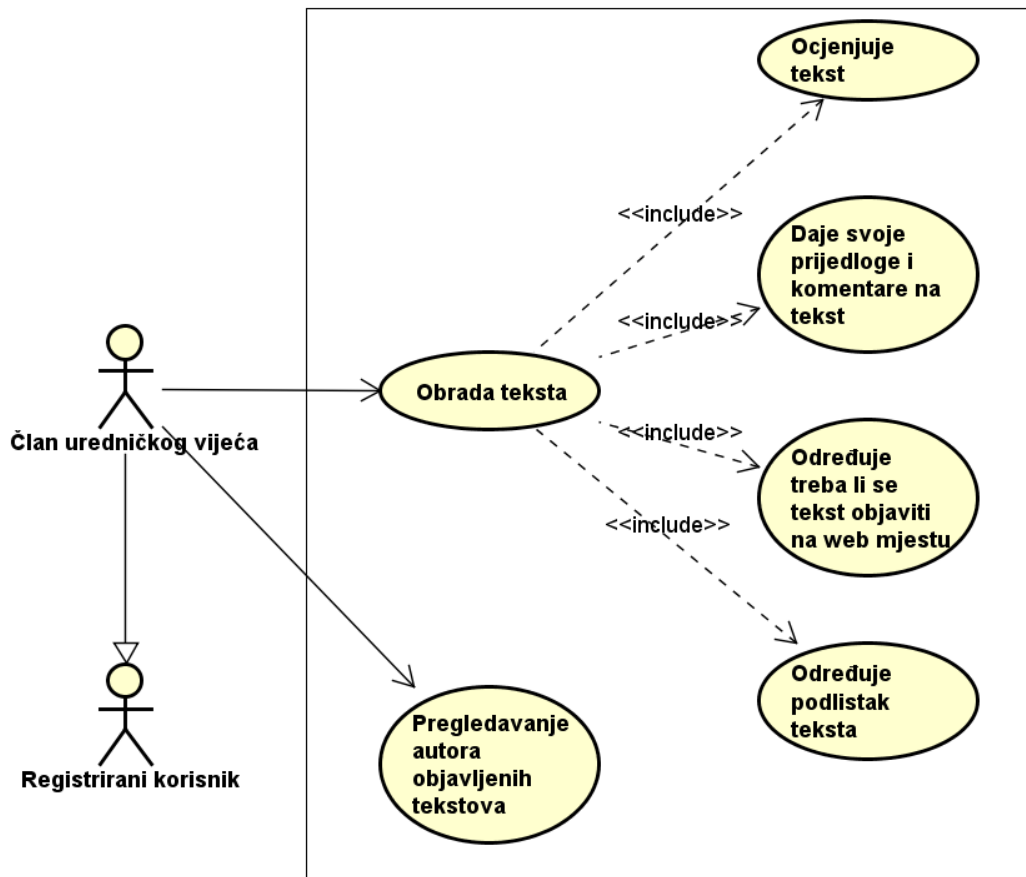 Ocjenjuje
tekst
<<include>>
Daje svoje
prijedloge i
komentare na
tekst
<<include>>
Obrada teksta
Član uredničkog vijeća
<<include>>
Određuje
treba li se
tekst objaviti
na web mjestu
<<include>>
Određuje
podlistak
teksta
Pregledavanje
autora
objavljenih
tekstova
Registrirani korisnik